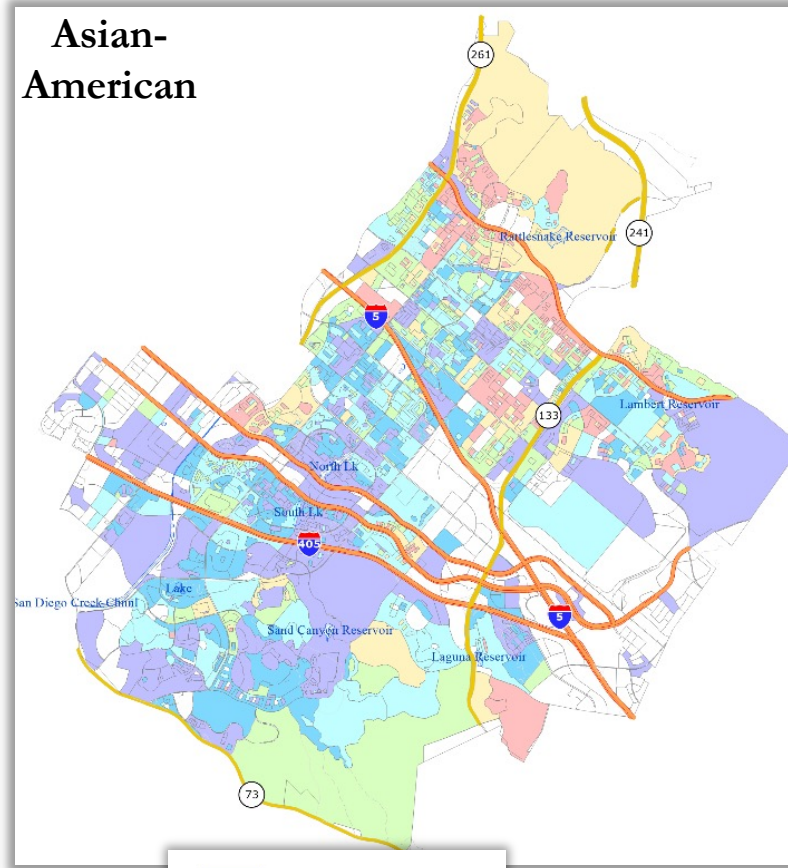 Asian-
American
261
Rattlesnake Reservoir
241
5
133
Lambert Reservoir
North Lk
South Lk
405
Lake
San Diego Creek Chnnl
Sand Canyon Reservoir
5
Laguna Reservoir
73